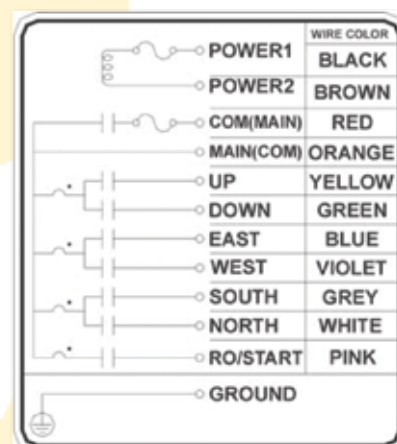 WIRE COLOR
POWER1 BLACK
POWER2 BROWN
COM(MAIN) RED
MAIN(COM) ORANGE
UP YELLOW
DOWN GREEN
EAST BLUE
WEST VIOLET
SOUTH GREY
NORTH WHITE
RO/START PINK
GROUND